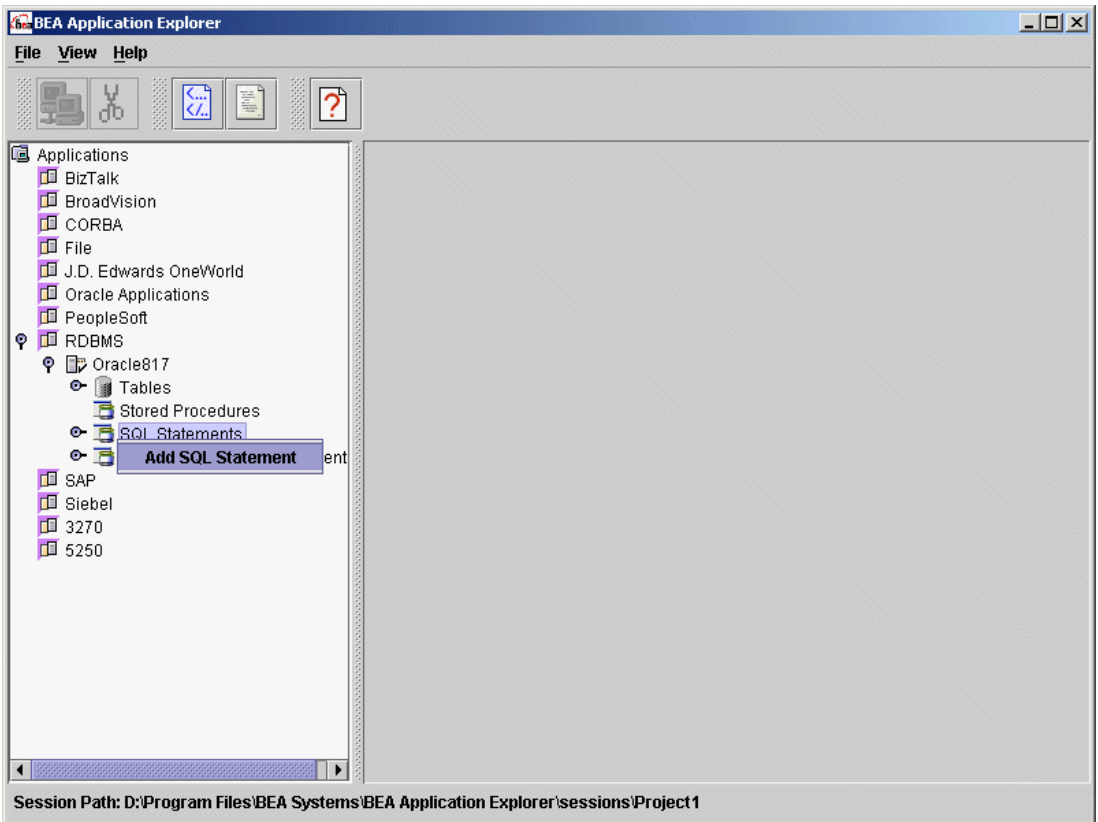 BEA Application Explorer
File View Help
Applications
BizTalk
BroadVision
CORBA
File
J.D. Edwards OneWorld
Oracle Applications
PeopleSoft
RDBMS
Oracle817
Tables
Stored Procedures
SQL Statements
Add SQL Statement ent
SAP
Siebel
3270
5250
Session Path: D:\Program Files\BEA Systems\BEA Application Explorer\sessions\Project1